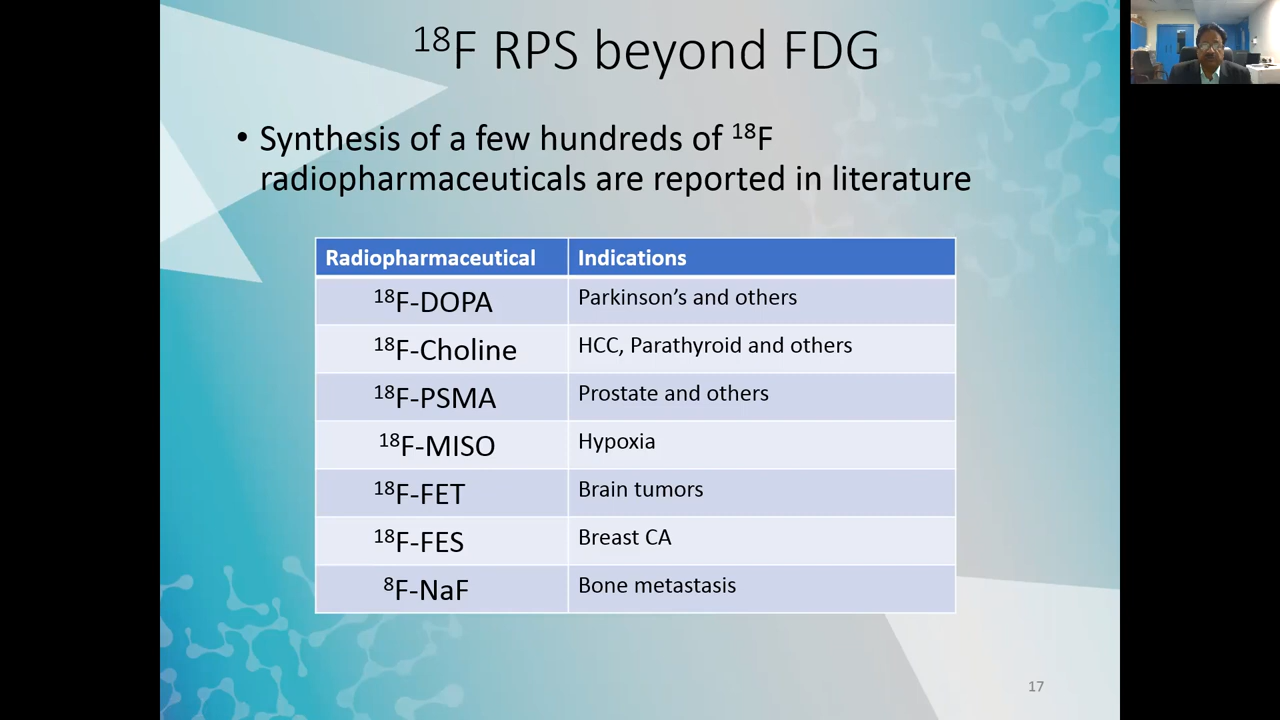 ¹⁸F RPS beyond FDG
• Synthesis of a few hundreds of ¹⁸F
radiopharmaceuticals are reported in literature
Radiopharmaceutical Indications
¹⁸F-DOPA Parkinson’s and others
¹⁸F-Choline HCC, Parathyroid and others
¹⁸F-PSMA Prostate and others
¹⁸F-MISO Hypoxia
¹⁸F-FET Brain tumors
¹⁸F-FES Breast CA
⁸F-NaF Bone metastasis
17